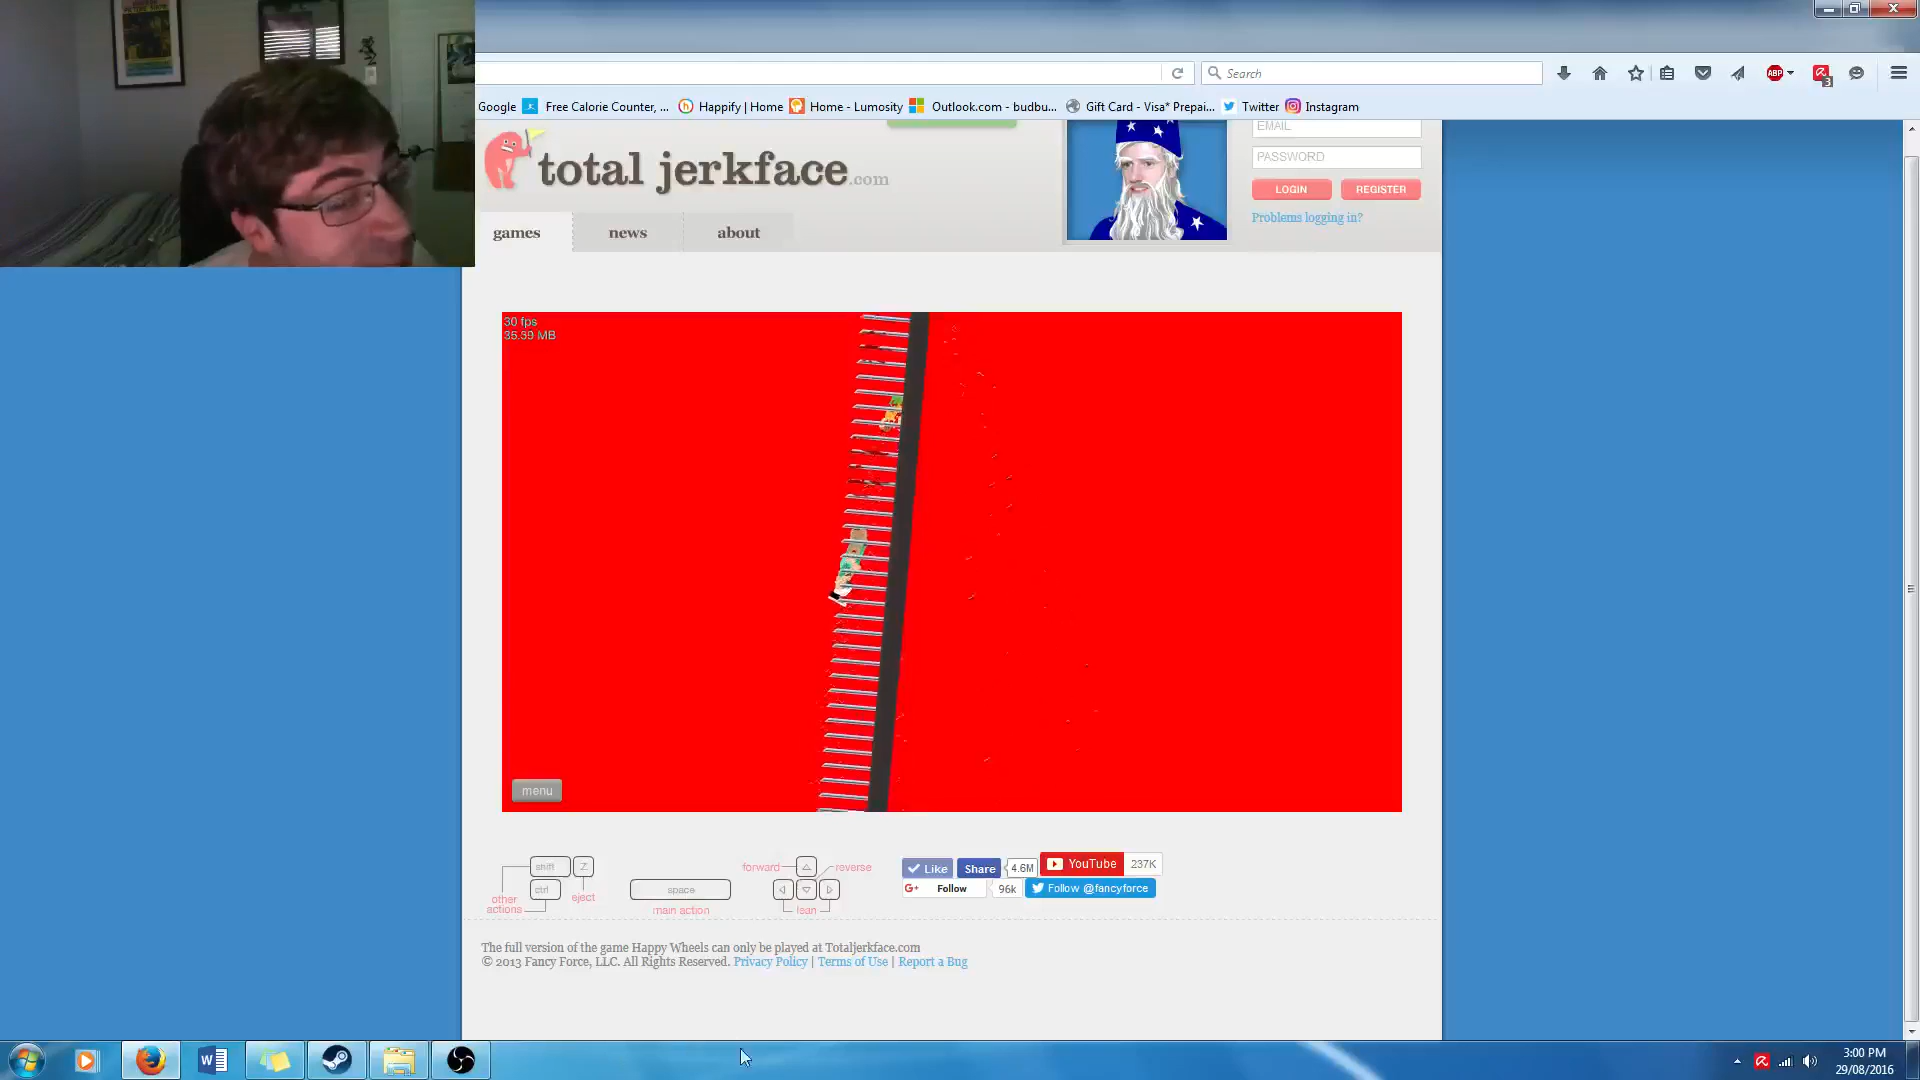 Search
ABP
3
Google
Free Calorie Counter, ...
Happify | Home
Home - Lumosity
Outlook.com - budbu...
Gift Card - Visa* Prepai...
Twitter
Instagram
total jerkface.com
EMAIL
PASSWORD
LOGIN
REGISTER
Problems logging in?
games
news
about
30 fps
35.39 MB
menu
shift
Z
ctrl
other
actions
eject
space
main action
forward
reverse
lean
Like
Share
4.6M
YouTube
237K
G+
Follow
96k
Follow @fancyforce
The full version of the game Happy Wheels can only be played at Totaljerkface.com
© 2013 Fancy Force, LLC. All Rights Reserved. Privacy Policy | Terms of Use | Report a Bug
3:00 PM
29/08/2016